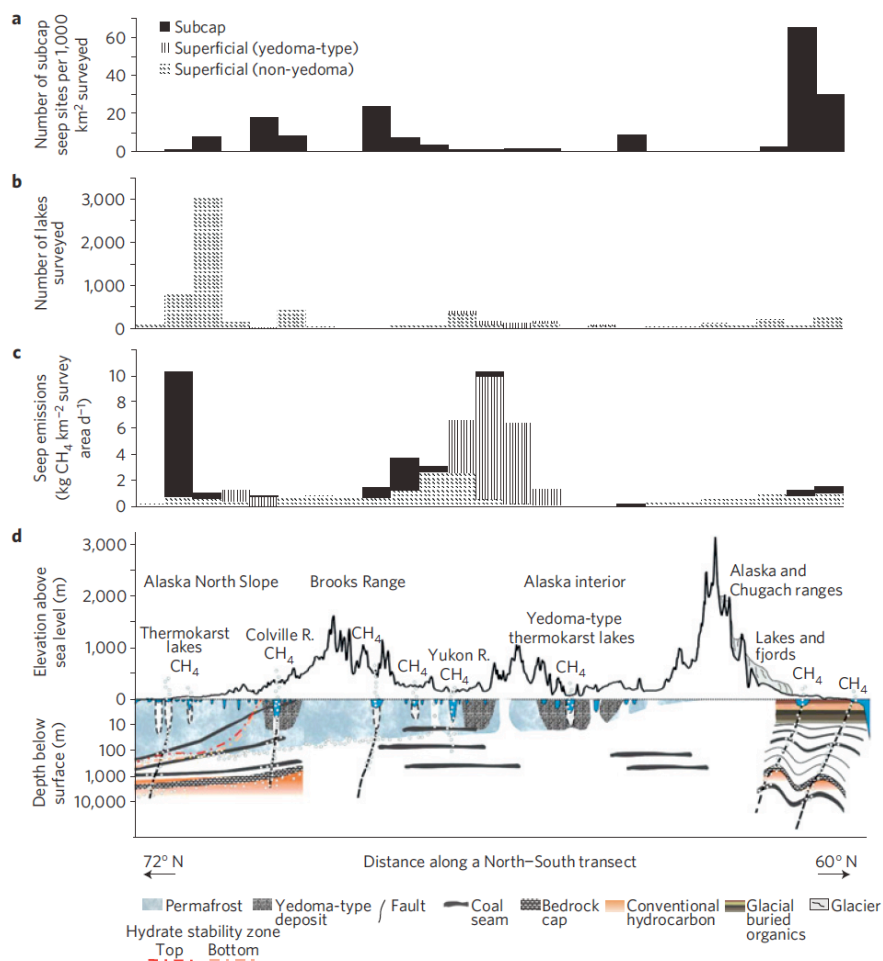 a
Number of subcap
seep sites per 1,000
km² surveyed
60
40
20
0
Subcap
Superficial (yedoma-type)
Superficial (non-yedoma)
b
Number of lakes
surveyed
3,000
2,000
1,000
0
c
Seep emissions
(kg CH₄ km⁻² survey
area d⁻¹)
10
8
6
4
2
0
d
Elevation above
sea level (m)
3,000
2,000
1,000
0
Alaska North Slope
Brooks Range
Alaska interior
Alaska and
Chugach ranges
Thermokarst
lakes
CH₄
Colville R.
CH₄
CH₄
CH₄
Yukon R.
CH₄
Yedoma-type
thermokarst lakes
CH₄
Lakes and
fjords
CH₄
CH₄
Depth below
surface (m)
10
100
1,000
10,000
72° N
Distance along a North–South transect
60° N
Permafrost
Yedoma-type
deposit
Fault
Coal
seam
Bedrock
cap
Conventional
hydrocarbon
Glacial
buried
organics
Glacier
Hydrate stability zone
Top Bottom